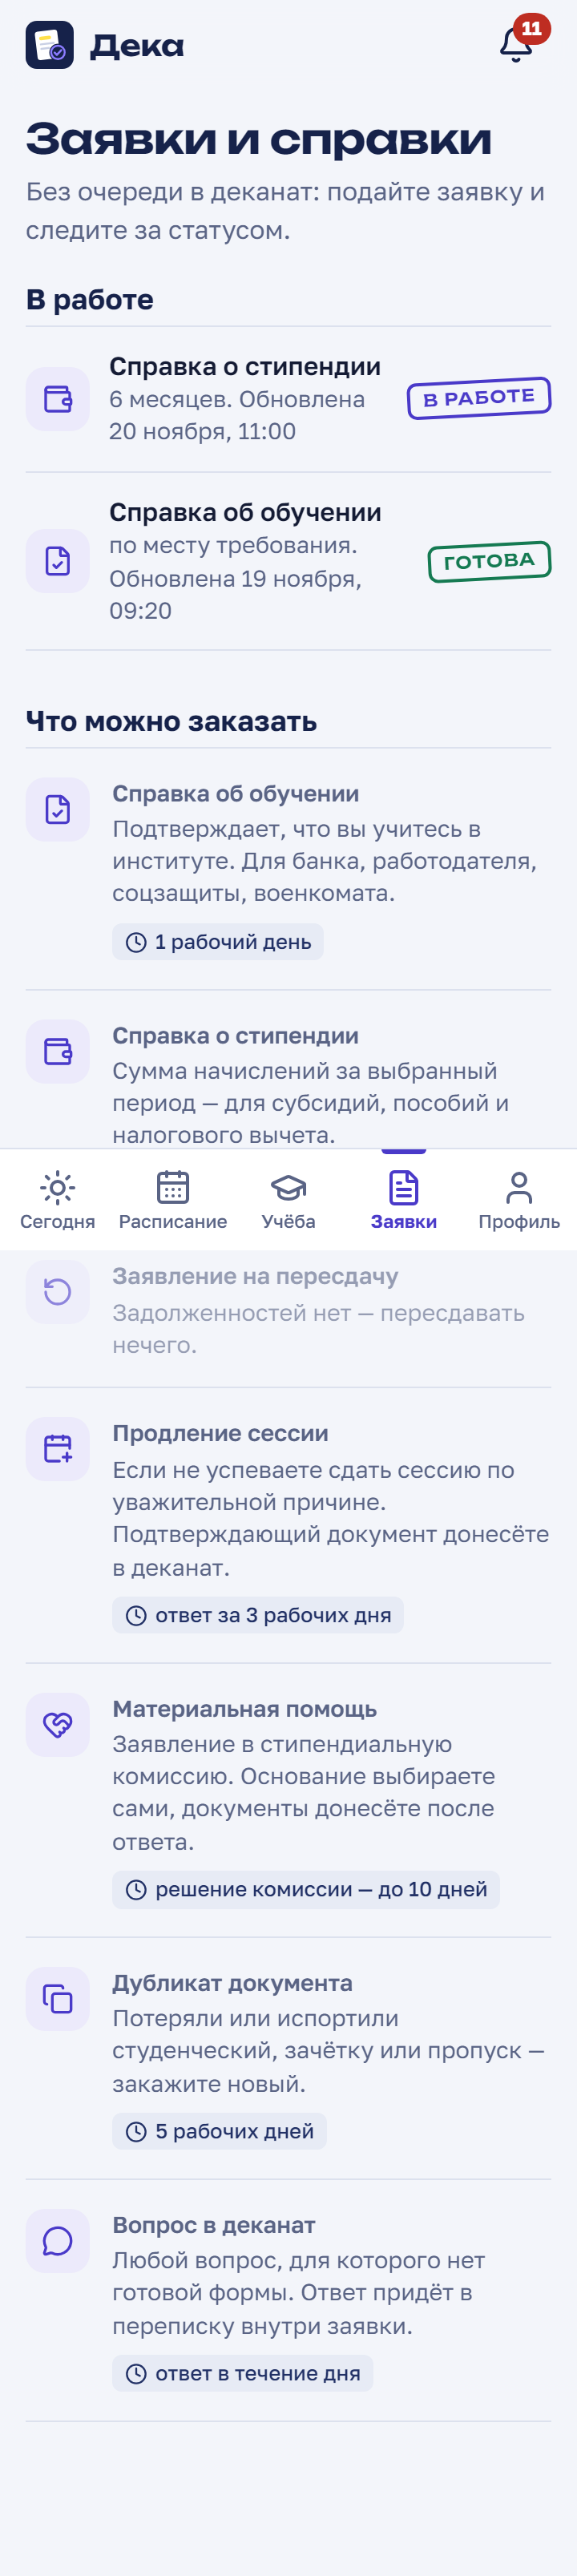 Дека
11
Заявки и справки
Без очереди в деканат: подайте заявку и
следите за статусом.
В работе
Справка о стипендии
6 месяцев. Обновлена
20 ноября, 11:00
В РАБОТЕ
Справка об обучении
по месту требования.
Обновлена 19 ноября,
09:20
ГОТОВА
Что можно заказать
Справка об обучении
Подтверждает, что вы учитесь в
институте. Для банка, работодателя,
соцзащиты, военкомата.
1 рабочий день
Справка о стипендии
Сумма начислений за выбранный
период — для субсидий, пособий и
налогового вычета.
Сегодня
Расписание
Учёба
Заявки
Профиль
Заявление на пересдачу
Задолженностей нет — пересдавать
нечего.
Продление сессии
Если не успеваете сдать сессию по
уважительной причине.
Подтверждающий документ донесёте
в деканат.
ответ за 3 рабочих дня
Материальная помощь
Заявление в стипендиальную
комиссию. Основание выбираете
сами, документы донесёте после
ответа.
решение комиссии — до 10 дней
Дубликат документа
Потеряли или испортили
студенческий, зачётку или пропуск —
закажите новый.
5 рабочих дней
Вопрос в деканат
Любой вопрос, для которого нет
готовой формы. Ответ придёт в
переписку внутри заявки.
ответ в течение дня